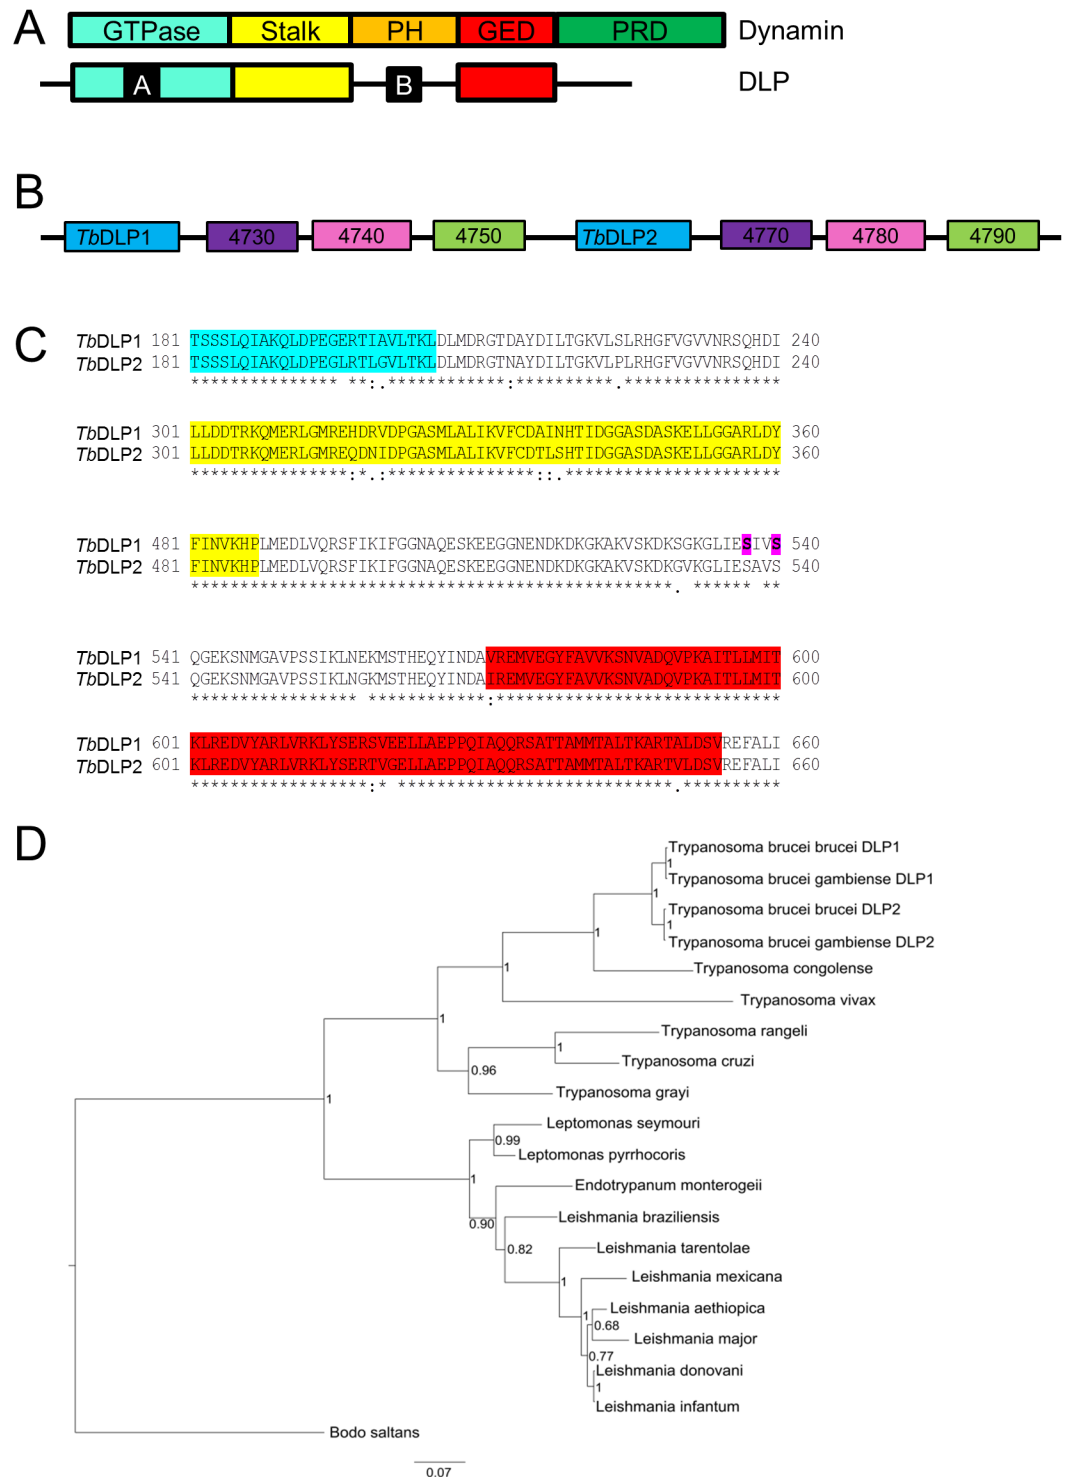 A
GTPase Stalk PH GED PRD Dynamin
A B DLP
B
TbDLP1 4730 4740 4750 TbDLP2 4770 4780 4790
C
TbDLP1 181 TSSSLQIAKQLDPEGERTIAVLTKLDLMDRGTDAYDILTGKVLSLRHGFVGVVNRSQHDI 240
TbDLP2 181 TSSSLQIAKQLDPEGLRTLGVLTKLDLMDRGTNAYDILTGKVLPLRHGFVGVVNRSQHDI 240
*************** **:.************:**********.****************
TbDLP1 301 LLDDTRKQMERLGMREHDRVDPGASMLALIKVFCDAINHTIDGGASDASKELLGGARLDY 360
TbDLP2 301 LLDDTRKQMERLGMREQDNIDPGASMLALIKVFCDTLSHTIDGGASDASKELLGGARLDY 360
****************:*.:***************::.**********************
TbDLP1 481 FINVKHPLMEDLVQRSFIKIFGGNAQESKEEGGNENDKDKGKAKVSKDKSGKGLIESIVS 540
TbDLP2 481 FINVKHPLMEDLVQRSFIKIFGGNAQESKEEGGNENDKDKGKAKVSKDKGVKGLIESAVS 540
*************************************************. ****** **
TbDLP1 541 QGEKSNMGAVPSSIKLNEKMSTHEQYINDAVREMVEGYFAVVKSNVADQVPKAITLLMIT 600
TbDLP2 541 QGEKSNMGAVPSSIKLNGKMSTHEQYINDAIREMVEGYFAVVKSNVADQVPKAITLLMIT 600
***************** ************:*****************************
TbDLP1 601 KLREDVYARLVRKLYSERSVEELLAEPPQIAQQRSATTAMMTALTKARTALDSVREFALI 660
TbDLP2 601 KLREDVYARLVRKLYSERTVGELLAEPPQIAQQRSATTAMMTALTKARTVLDSVREFALI 660
******************:* ****************************.**********
D
Trypanosoma brucei brucei DLP1
1
Trypanosoma brucei gambiense DLP1
1
Trypanosoma brucei brucei DLP2
1
Trypanosoma brucei gambiense DLP2
1
Trypanosoma congolense
1
Trypanosoma vivax
1
Trypanosoma rangeli
1
Trypanosoma cruzi
0.96
Trypanosoma grayi
1
Leptomonas seymouri
0.99
Leptomonas pyrrhocoris
1
Endotrypanum monterogeii
0.90
Leishmania braziliensis
0.82
Leishmania tarentolae
1
Leishmania mexicana
Leishmania aethiopica
1
0.68
Leishmania major
0.77
Leishmania donovani
1
Leishmania infantum
Bodo saltans
0.07